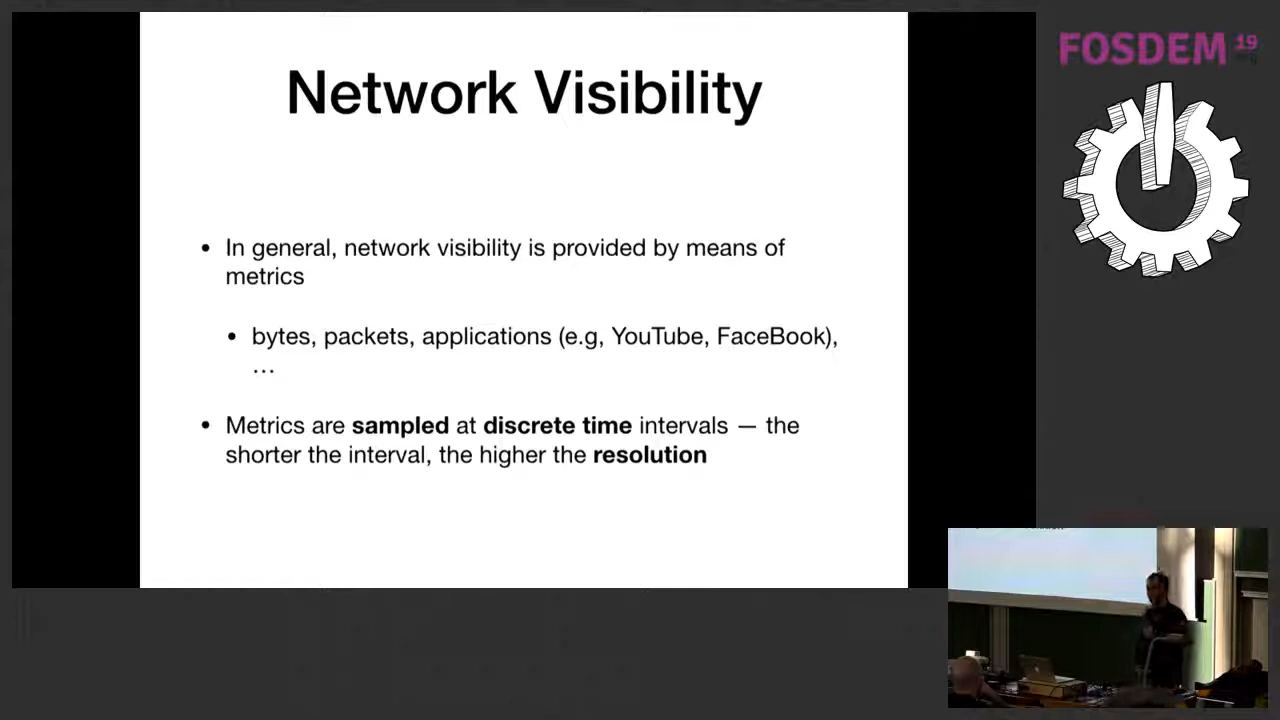 Network Visibility
FOSDEM 19
• In general, network visibility is provided by means of
metrics
• bytes, packets, applications (e.g, YouTube, FaceBook),
…
• Metrics are sampled at discrete time intervals — the
shorter the interval, the higher the resolution